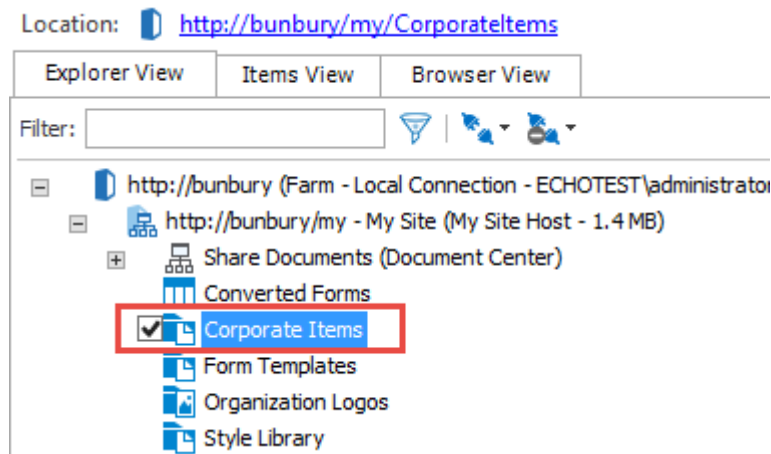 Location: http://bunbury/my/CorporateItems
Explorer View Items View Browser View
Filter:
http://bunbury (Farm - Local Connection - ECHOTEST\administrator
http://bunbury/my - My Site (My Site Host - 1.4 MB)
Share Documents (Document Center)
Converted Forms
Corporate Items
Form Templates
Organization Logos
Style Library